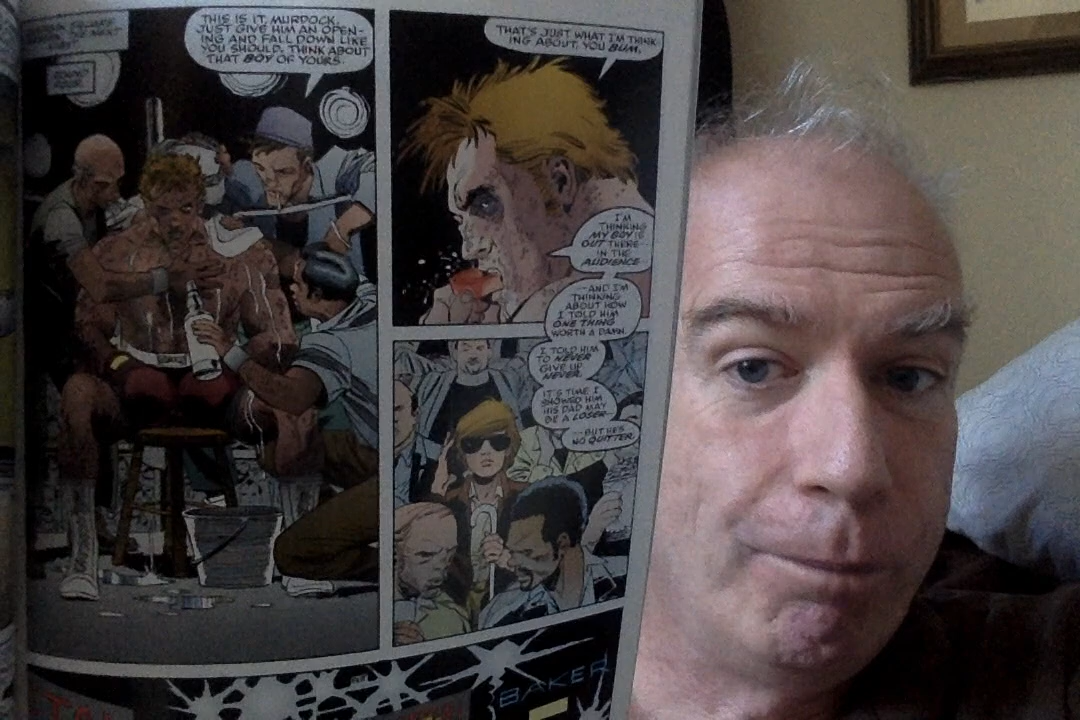 THIS IS IT, MURDOCK.
JUST GIVE HIM AN OPEN-
ING AND FALL DOWN LIKE
YOU SHOULD. THINK ABOUT
THAT BOY OF YOURS.
THAT'S JUST WHAT I'M THINK-
ING ABOUT, YOU BUM.
I'M
THINKING
MY BOY IS
OUT THERE--
IN THE
AUDIENCE--
--AND I'M
THINKING
ABOUT HOW
I TOLD HIM
ONE THING
WORTH A DAMN.
I TOLD HIM
TO NEVER
GIVE UP.
NEVER.
IT'S TIME I
SHOWED HIM
HIS DAD MAY
BE A LOSER--
--BUT HE'S
NO QUITTER.
BAKER